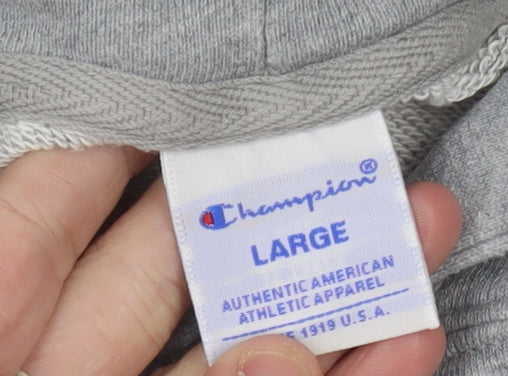 Champion®
LARGE
AUTHENTIC AMERICAN
ATHLETIC APPAREL
1919 U.S.A.